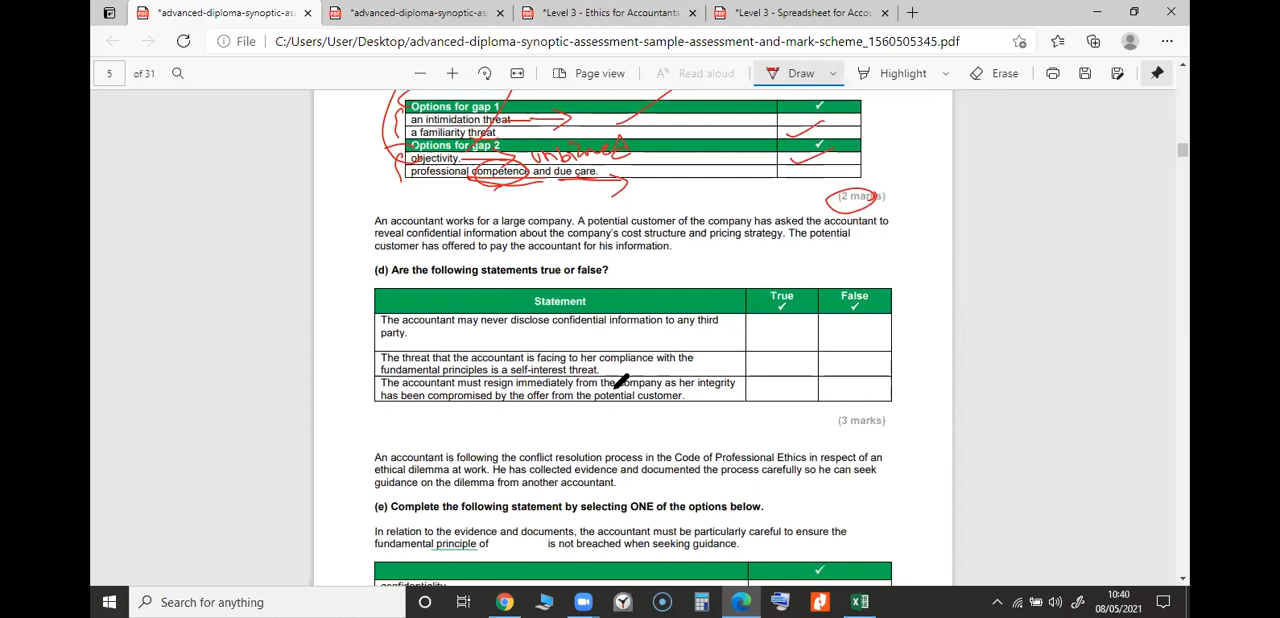 *advanced-diploma-synoptic-as
*advanced-diploma-synoptic-as
*Level 3 - Ethics for Accountants
*Level 3 - Spreadsheet for Acco
File C:/Users/User/Desktop/advanced-diploma-synoptic-assessment-sample-assessment-and-mark-scheme_1560505345.pdf
5 of 31 Page view Read aloud Draw Highlight Erase
Options for gap 1 ✓
an intimidation threat
a familiarity threat
Options for gap 2 ✓
unbiased
objectivity.
professional competence and due care.
(2 marks)
An accountant works for a large company. A potential customer of the company has asked the accountant to
reveal confidential information about the company's cost structure and pricing strategy. The potential
customer has offered to pay the accountant for his information.
(d) Are the following statements true or false?
Statement True ✓ False ✓
The accountant may never disclose confidential information to any third
party.
The threat that the accountant is facing to her compliance with the
fundamental principles is a self-interest threat.
The accountant must resign immediately from the company as her integrity
has been compromised by the offer from the potential customer.
(3 marks)
An accountant is following the conflict resolution process in the Code of Professional Ethics in respect of an
ethical dilemma at work. He has collected evidence and documented the process carefully so he can seek
guidance on the dilemma from another accountant.
(e) Complete the following statement by selecting ONE of the options below.
In relation to the evidence and documents, the accountant must be particularly careful to ensure the
fundamental principle of is not breached when seeking guidance.
✓
confidentiality
Search for anything
10:40
08/05/2021